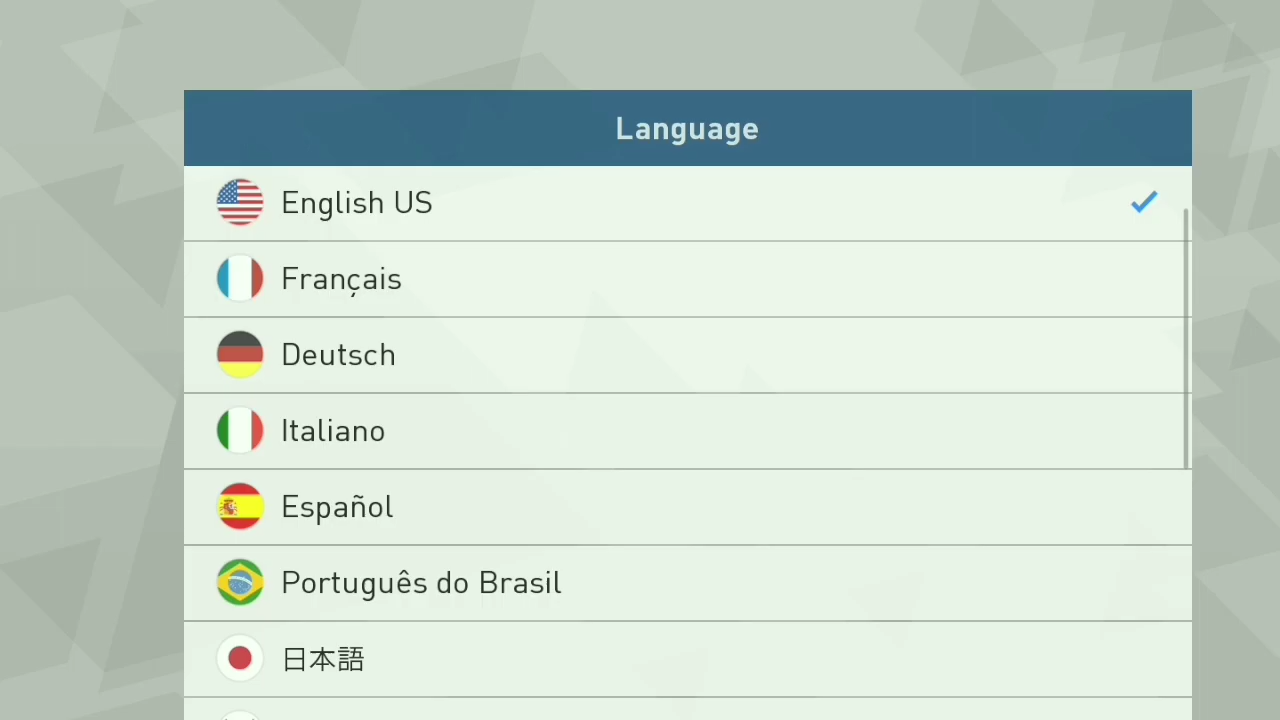 Language
English US
Français
Deutsch
Italiano
Español
Português do Brasil
日本語